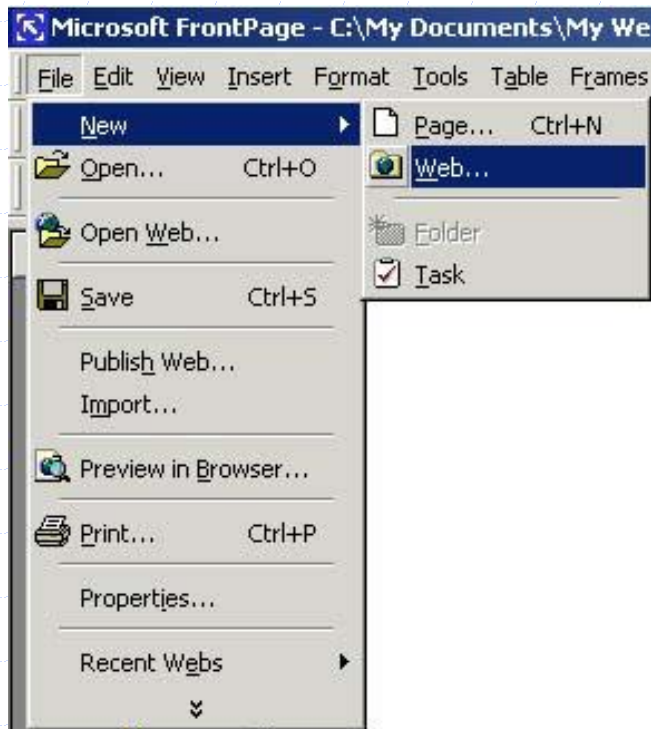 Microsoft FrontPage - C:\My Documents\My We
File Edit View Insert Format Tools Table Frames
New
Open... Ctrl+O
Open Web...
Save Ctrl+S
Publish Web...
Import...
Preview in Browser...
Print... Ctrl+P
Properties...
Recent Webs
Page... Ctrl+N
Web...
Folder
Task